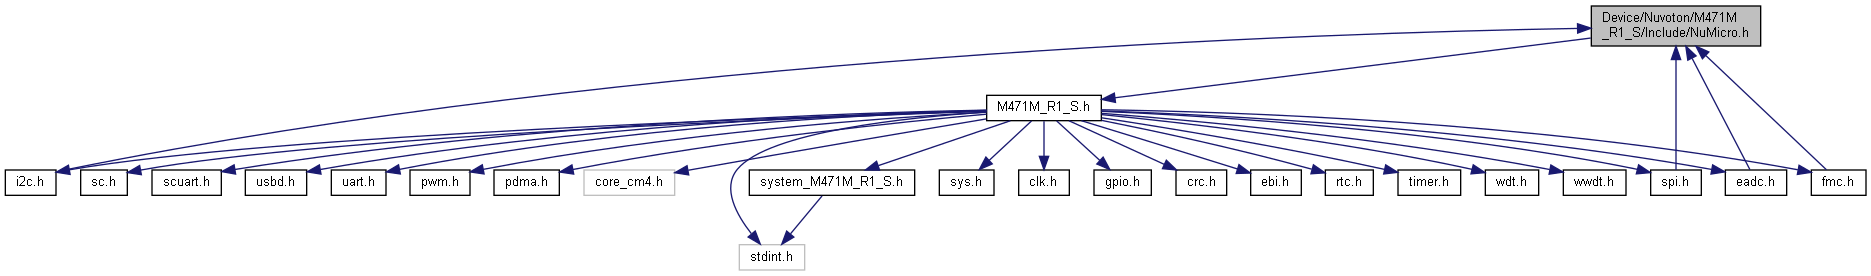 Device/Nuvoton/M471M
_R1_S/Include/NuMicro.h
M471M_R1_S.h
i2c.h
sc.h
scuart.h
usbd.h
uart.h
pwm.h
pdma.h
core_cm4.h
system_M471M_R1_S.h
sys.h
clk.h
gpio.h
crc.h
ebi.h
rtc.h
timer.h
wdt.h
wwdt.h
spi.h
eadc.h
fmc.h
stdint.h